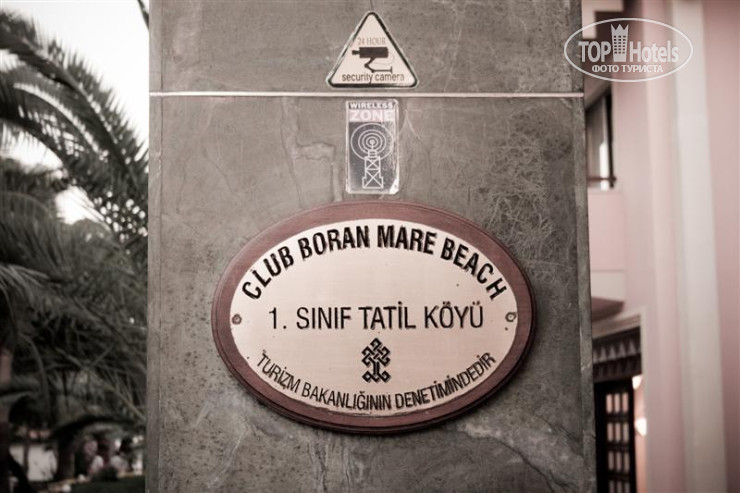 TOP Hotels
ФОТО ТУРИСТА
24 HOUR
security camera
WIRELESS
ZONE
CLUB BORAN MARE BEACH
1. SINIF TATİL KÖYÜ
TURİZM BAKANLIĞININ DENETİMİNDEDİR